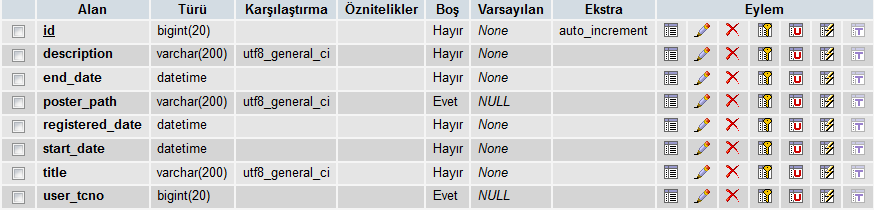 Alan Türü Karşılaştırma Öznitelikler Boş Varsayılan Ekstra Eylem
id bigint(20) Hayır None auto_increment
description varchar(200) utf8_general_ci Hayır None
end_date datetime Hayır None
poster_path varchar(200) utf8_general_ci Evet NULL
registered_date datetime Hayır None
start_date datetime Hayır None
title varchar(200) utf8_general_ci Hayır None
user_tcno bigint(20) Evet NULL